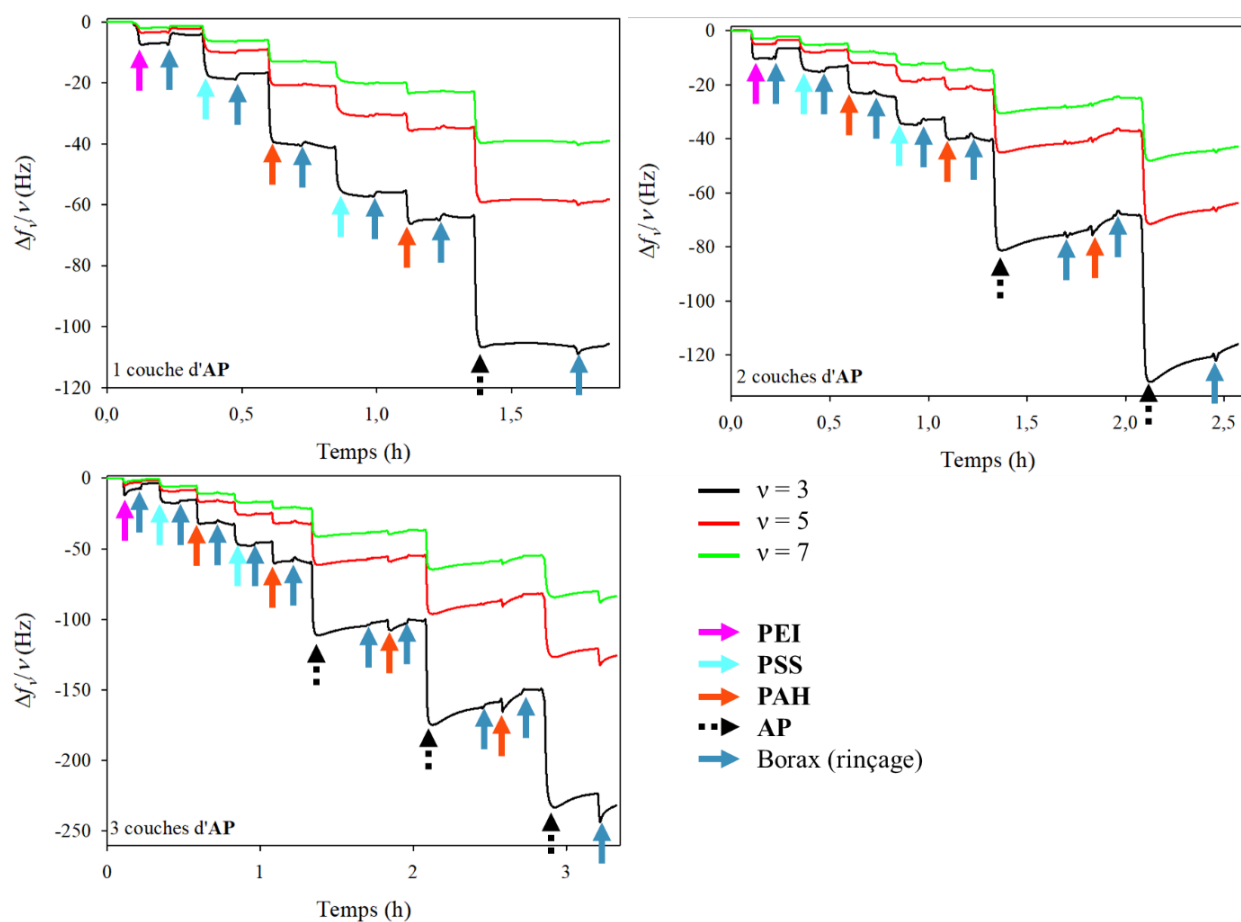 0
-20
-40
-60
-80
-100
-120
Δf_ν/ν (Hz)
1 couche d'AP
0,0
0,5
1,0
1,5
Temps (h)
0
-20
-40
-60
-80
-100
-120
Δf_ν/ν (Hz)
2 couches d'AP
0,0
0,5
1,0
1,5
2,0
2,5
Temps (h)
0
-50
-100
-150
-200
-250
Δf_ν/ν (Hz)
3 couches d'AP
0
1
2
3
Temps (h)
ν = 3
ν = 5
ν = 7
PEI
PSS
PAH
AP
Borax (rinçage)